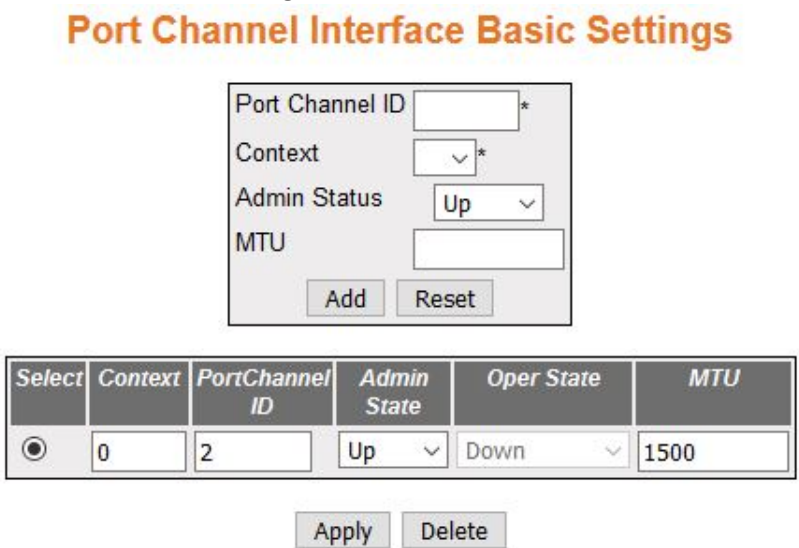 Port Channel Interface Basic Settings
Port Channel ID *
Context *
Admin Status Up
MTU
Add Reset
Select Context PortChannel ID Admin State Oper State MTU
0 2 Up Down 1500
Apply Delete